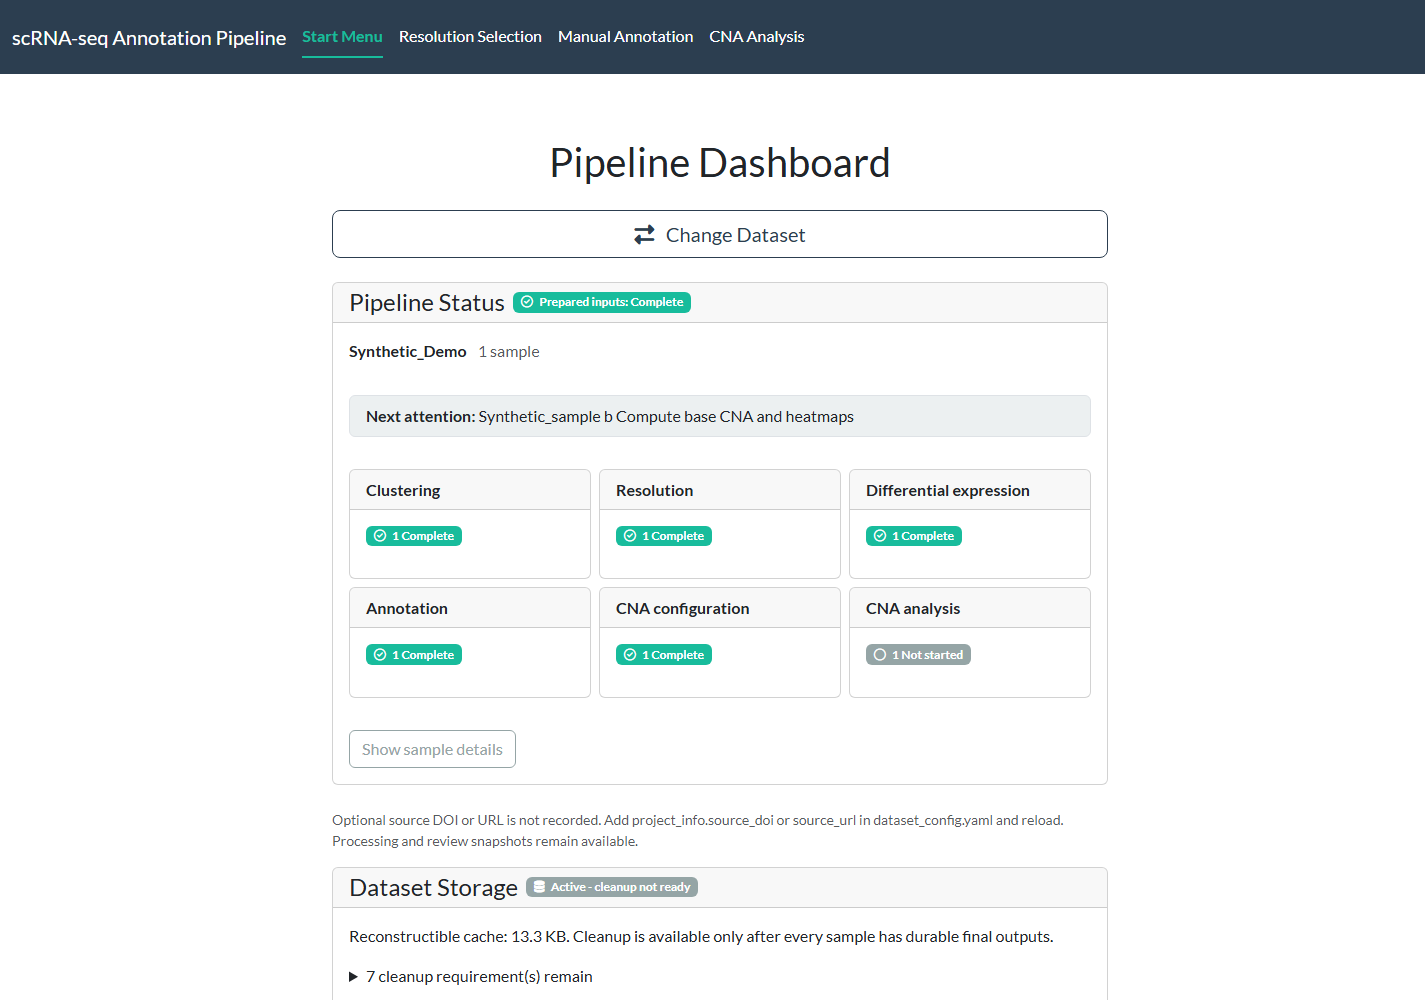 scRNA-seq Annotation Pipeline Start Menu Resolution Selection Manual Annotation CNA Analysis
Pipeline Dashboard
Change Dataset
Pipeline Status Prepared inputs: Complete
Synthetic_Demo 1 sample
Next attention: Synthetic_sample b Compute base CNA and heatmaps
Clustering Resolution Differential expression
1 Complete 1 Complete 1 Complete
Annotation CNA configuration CNA analysis
1 Complete 1 Complete 1 Not started
Show sample details
Optional source DOI or URL is not recorded. Add project_info.source_doi or source_url in dataset_config.yaml and reload.
Processing and review snapshots remain available.
Dataset Storage Active - cleanup not ready
Reconstructible cache: 13.3 KB. Cleanup is available only after every sample has durable final outputs.
7 cleanup requirement(s) remain